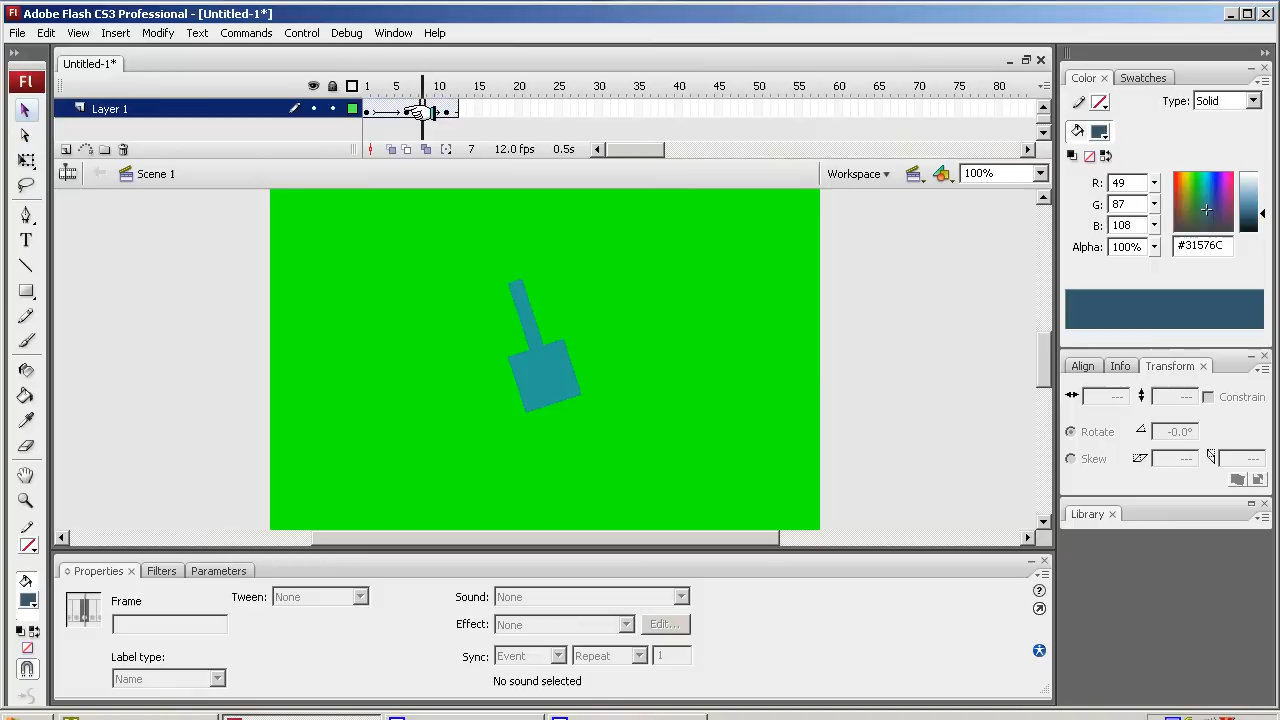 Adobe Flash CS3 Professional - [Untitled-1*]
File Edit View Insert Modify Text Commands Control Debug Window Help
Untitled-1*
1 5 10 15 20 25 30 35 40 45 50 55 60 65 70 75 80
Layer 1
7 12.0 fps 0.5s
Scene 1 Workspace 100%
Fl
T
Color Swatches
Type: Solid
R: 49
G: 87
B: 108
Alpha: 100% #31576C
Align Info Transform
--- --- Constrain
Rotate -0.0°
Skew --- ---
Library
Properties Filters Parameters
Frame Tween: None Sound: None
Effect: None Edit...
Label type: Sync: Event Repeat 1
Name No sound selected